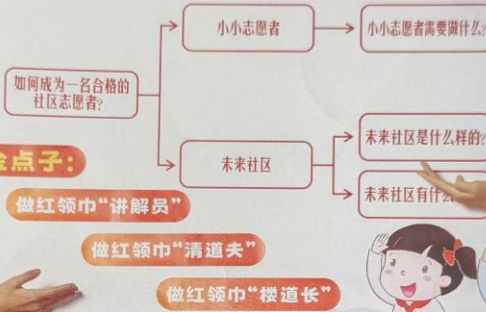 小小志愿者
小小志愿者需要做什么?
如何成为一名合格的
社区志愿者?
未来社区
未来社区是什么样的?
未来社区有什
点子:
做红领巾“讲解员”
做红领巾“清道夫”
做红领巾“楼道长”